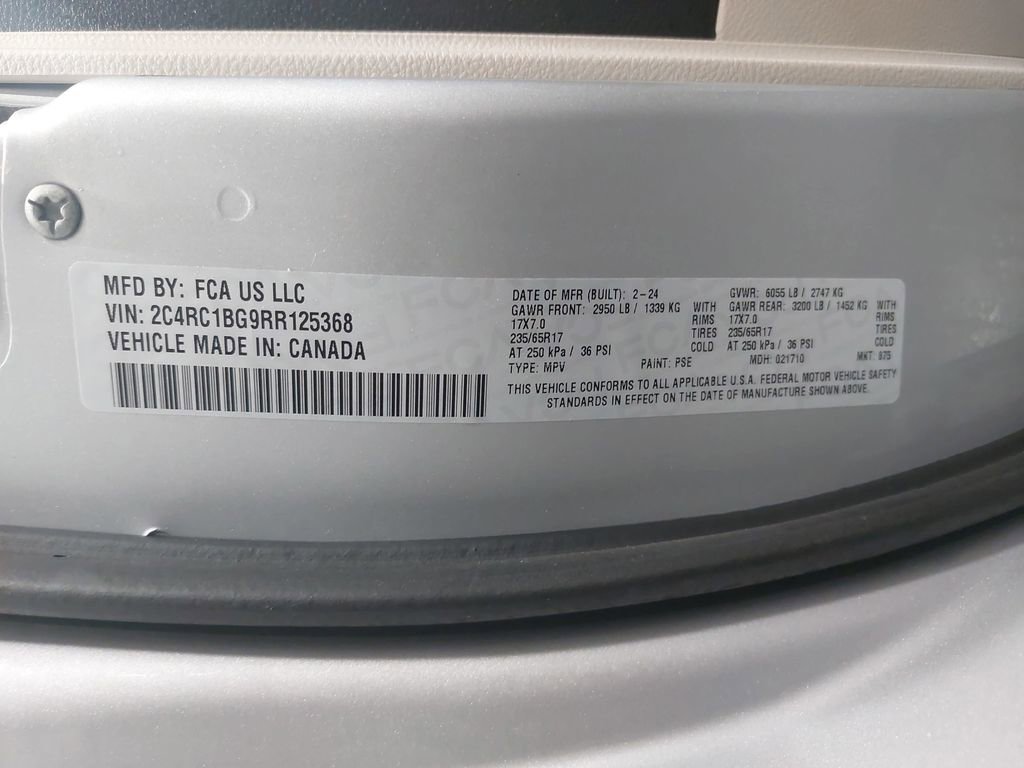 MFD BY: FCA US LLC
VIN: 2C4RC1BG9RR125368
VEHICLE MADE IN: CANADA
DATE OF MFR (BUILT): 2-24
GVWR: 6055 LB / 2747 KG
GAWR FRONT: 2950 LB / 1339 KG WITH
GAWR REAR: 3200 LB / 1452 KG WITH
17X7.0 RIMS
17X7.0 RIMS
235/65R17 TIRES
235/65R17 TIRES
AT 250 kPa / 36 PSI COLD
AT 250 kPa / 36 PSI COLD
TYPE: MPV PAINT: PSE MDH: 021710 MKT: 975
THIS VEHICLE CONFORMS TO ALL APPLICABLE U.S.A. FEDERAL MOTOR VEHICLE SAFETY
STANDARDS IN EFFECT ON THE DATE OF MANUFACTURE SHOWN ABOVE.